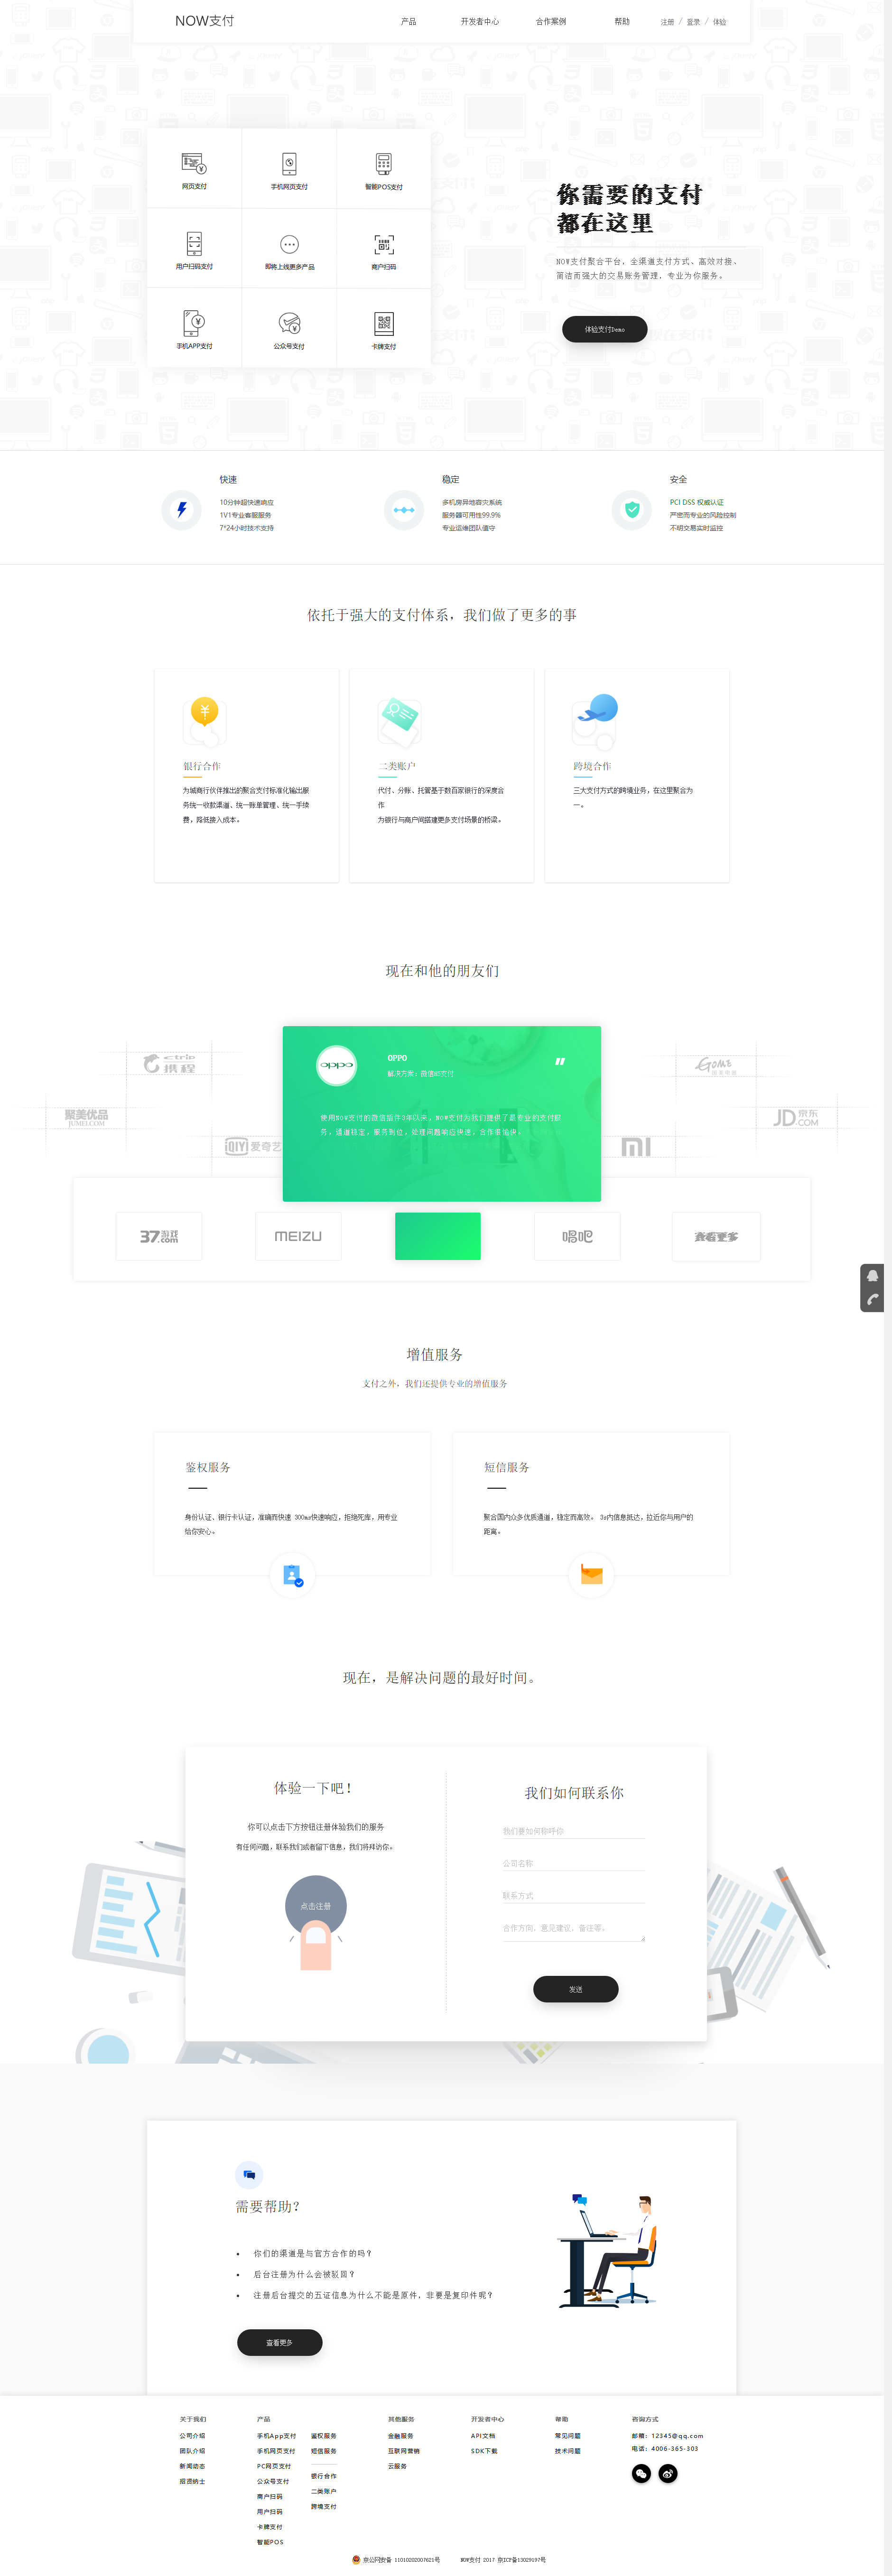 NOW支付
产品
开发者中心
合作案例
帮助
注册 / 登录 / 体验
网页支付
手机网页支付
智能POS支付
用户扫码支付
即将上线更多产品
商户扫码
手机APP支付
公众号支付
卡牌支付
你需要的支付
都在这里
NOW支付聚合平台，全渠道支付方式、高效对接、
简洁而强大的交易账务管理，专业为你服务。
体验支付Demo
快速
10分钟超快速响应
1V1专业客服服务
7*24小时技术支持
稳定
多机房异地容灾系统
服务器可用性99.9%
专业运维团队值守
安全
PCI DSS 权威认证
严密而专业的风险控制
不明交易实时监控
依托于强大的支付体系，我们做了更多的事
银行合作
为城商行伙伴推出的聚合支付标准化输出服
务统一收款渠道、统一账单管理、统一手续
费，降低接入成本。
二类账户
代付、分账、托管基于数百家银行的深度合
作
为银行与商户间搭建更多支付场景的桥梁。
跨境合作
三大支付方式的跨境业务，在这里聚合为
一。
现在和他的朋友们
ctrip
携程
聚美优品
JUMEI.COM
iQIYI 爱奇艺
OPPO
OPPO
解决方案：微信H5支付
使用NOW支付的微信插件3年以来，NOW支付为我们提供了最专业的支付服
务，通道稳定，服务到位，处理问题响应快速，合作很愉快。
GOME
国美电器
JD 京东
.COM
MI
37游戏
.com
MEIZU
唱吧
查看更多
增值服务
支付之外，我们还提供专业的增值服务
鉴权服务
身份认证、银行卡认证，准确而快速 300ms快速响应，拒绝死库，用专业
给你安心。
短信服务
聚合国内众多优质通道，稳定而高效。 3s内信息抵达，拉近你与用户的
距离。
现在，是解决问题的最好时间。
体验一下吧！
你可以点击下方按钮注册体验我们的服务
有任何问题，联系我们或者留下信息，我们将拜访你。
点击注册
我们如何联系你
我们要如何称呼你
公司名称
联系方式
合作方向，意见建议，备注等。
发送
需要帮助？
你们的渠道是与官方合作的吗？
后台注册为什么会被驳回？
注册后台提交的五证信息为什么不能是原件，非要是复印件呢？
查看更多
关于我们
公司介绍
团队介绍
新闻动态
招贤纳士
产品
手机App支付
手机网页支付
PC网页支付
公众号支付
商户扫码
用户扫码
卡牌支付
智能POS
鉴权服务
短信服务
银行合作
二类账户
跨境支付
其他服务
金融服务
互联网营销
云服务
开发者中心
API文档
SDK下载
帮助
常见问题
技术问题
咨询方式
邮箱：12345@qq.com
电话：4006-365-303
京公网安备 11010202007621号
NOW支付 2017 京ICP备13029197号